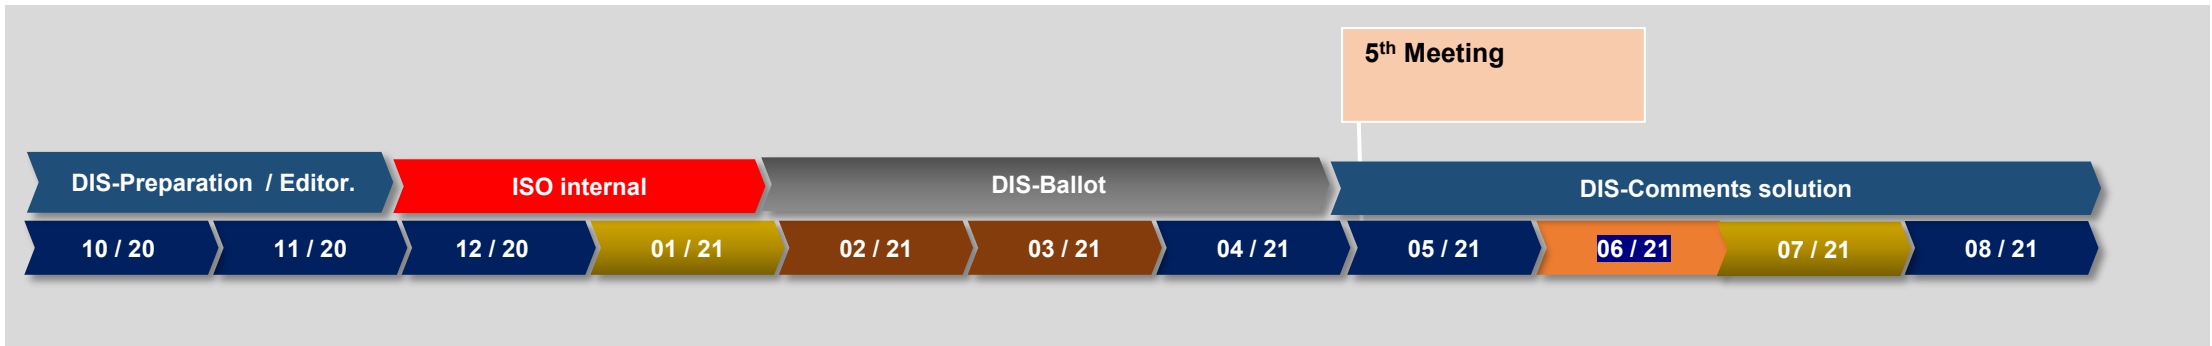 5th Meeting
DIS-Preparation / Editor.
ISO internal
DIS-Ballot
DIS-Comments solution
10 / 20
11 / 20
12 / 20
01 / 21
02 / 21
03 / 21
04 / 21
05 / 21
06 / 21
07 / 21
08 / 21